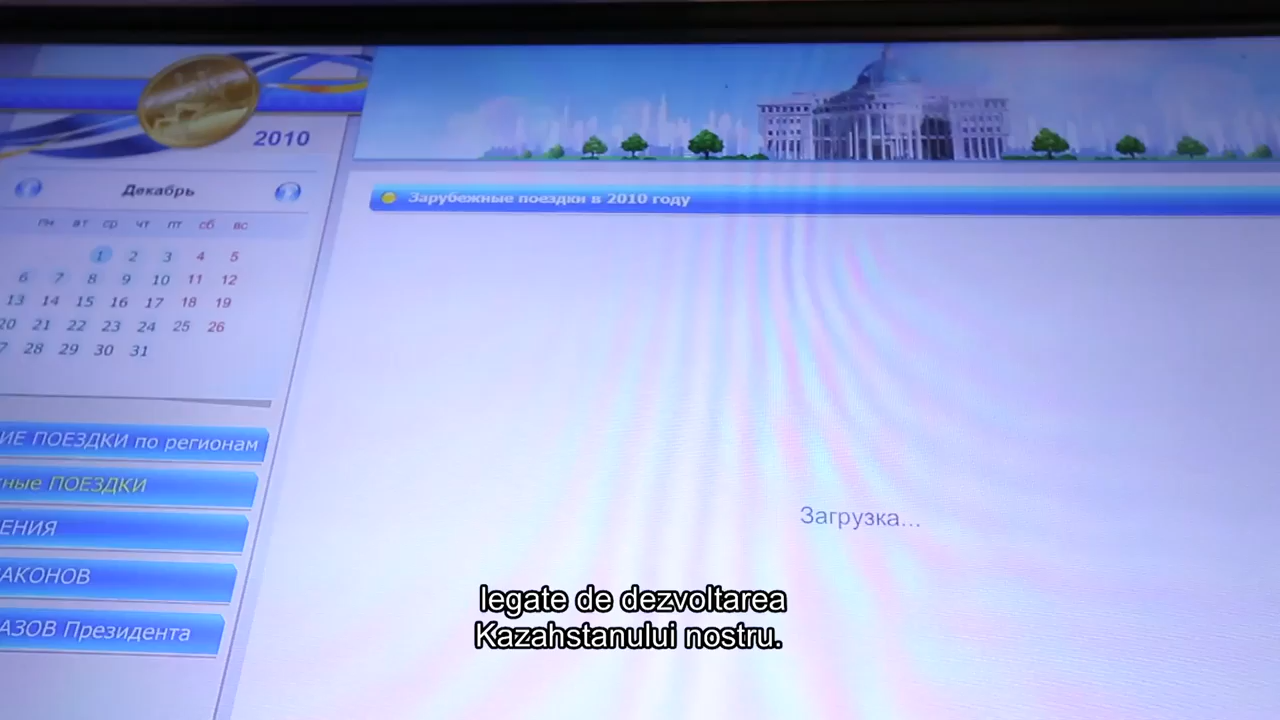 2010
Декабрь
пн вт ср чт пт сб вс
1 2 3 4 5
6 7 8 9 10 11 12
13 14 15 16 17 18 19
20 21 22 23 24 25 26
7 28 29 30 31
ИЕ ПОЕЗДКИ по регионам
ные ПОЕЗДКИ
ЕНИЯ
АКОНОВ
АЗОВ Президента
Зарубежные поездки в 2010 году
Загрузка...
legate de dezvoltarea
Kazahstanului nostru.